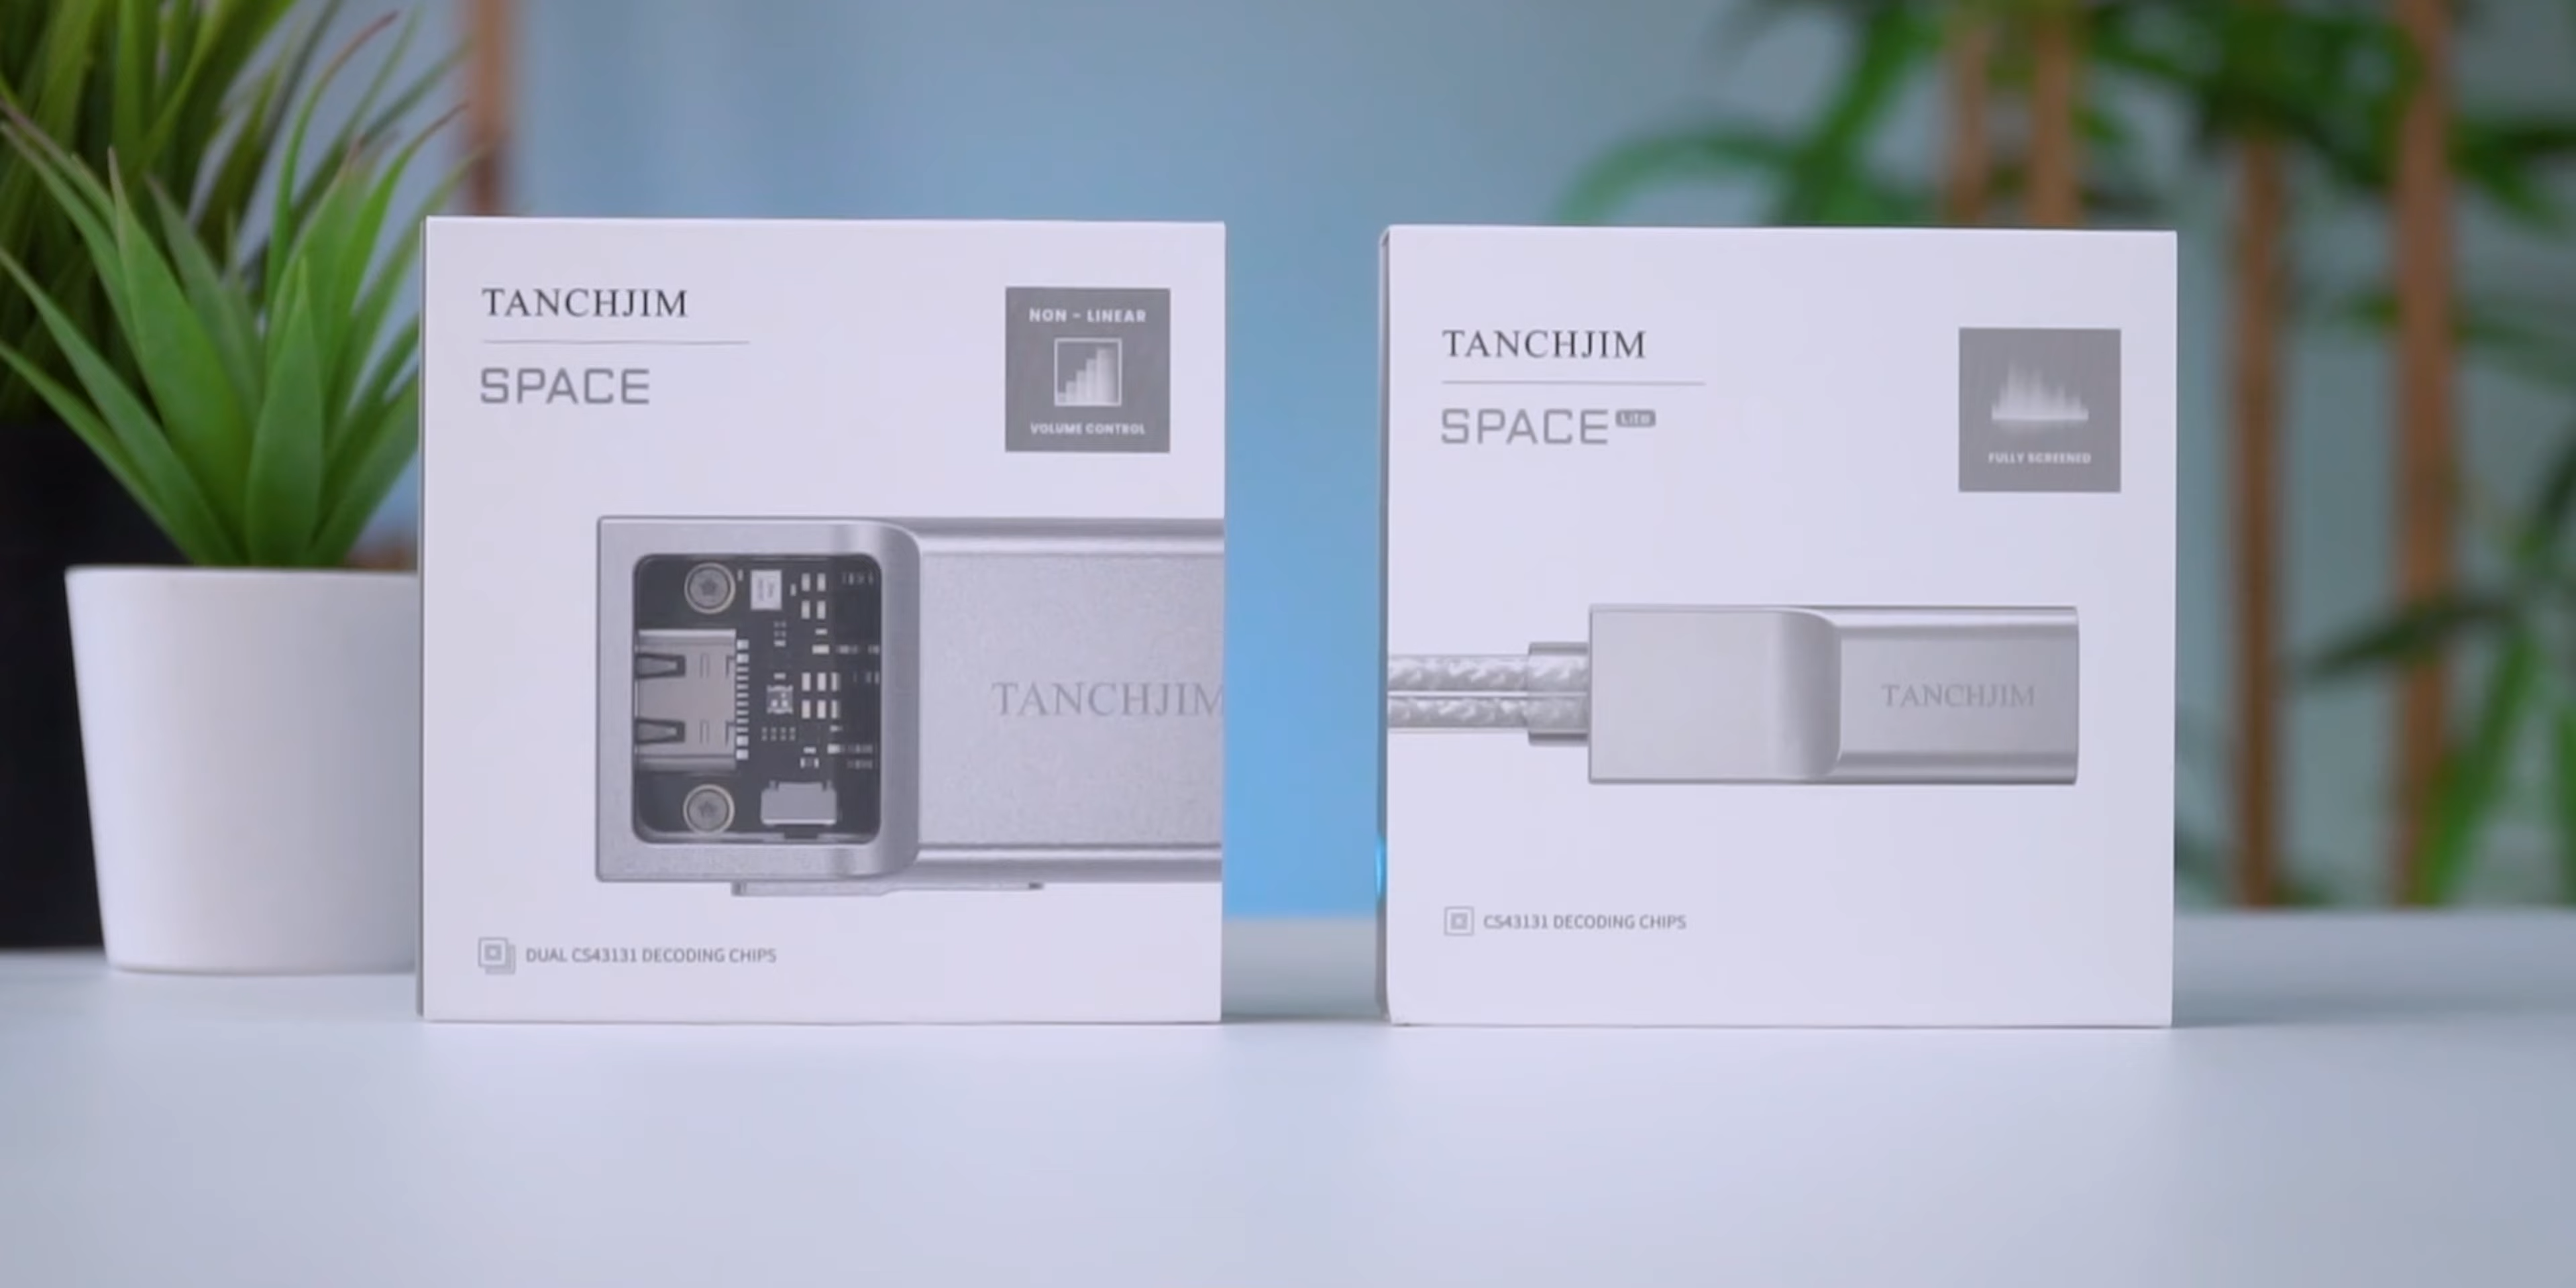 TANCHJIM
SPACE
NON - LINEAR
VOLUME CONTROL
TANCHJIM
DUAL CS43131 DECODING CHIPS
TANCHJIM
SPACE Lite
FULLY SCREENED
TANCHJIM
CS43131 DECODING CHIPS